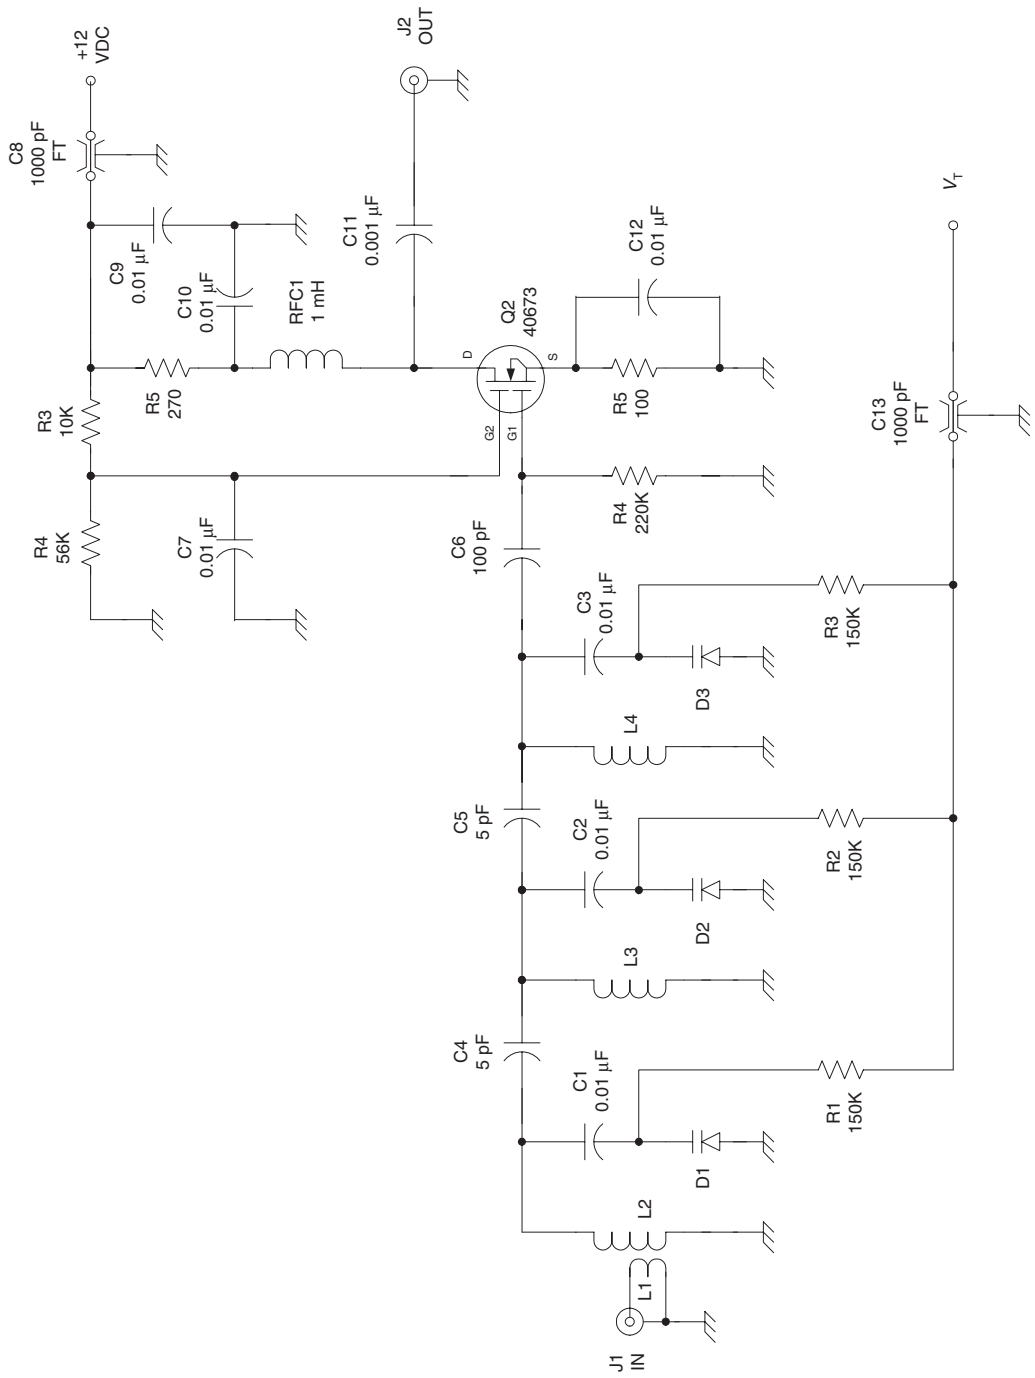 C8
1000 pF
FT
+12
VDC
R4
56K
R3
10K
C9
0.01 µF
C10
0.01 µF
R5
270
C7
0.01 µF
RFC1
1 mH
C11
0.001 µF
J2
OUT
D
G2
G1
S
Q2
40673
C12
0.01 µF
R5
100
R4
220K
C6
100 pF
C5
5 pF
C4
5 pF
C3
0.01 µF
C2
0.01 µF
C1
0.01 µF
L4
L3
L2
L1
J1
IN
D3
D2
D1
R3
150K
R2
150K
R1
150K
C13
1000 pF
FT
VT